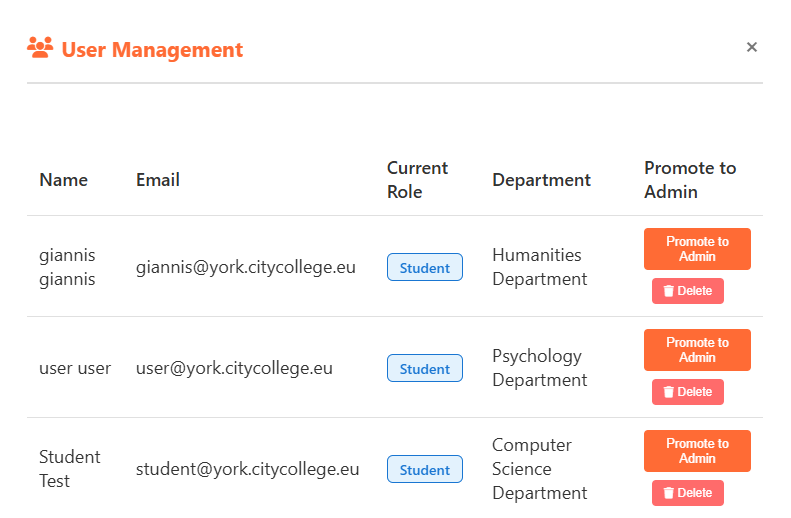 User Management
×
Name Email Current Role Department Promote to Admin
giannis giannis giannis@york.citycollege.eu Student Humanities Department Promote to Admin
Delete
user user user@york.citycollege.eu Student Psychology Department Promote to Admin
Delete
Student Test student@york.citycollege.eu Student Computer Science Department Promote to Admin
Delete